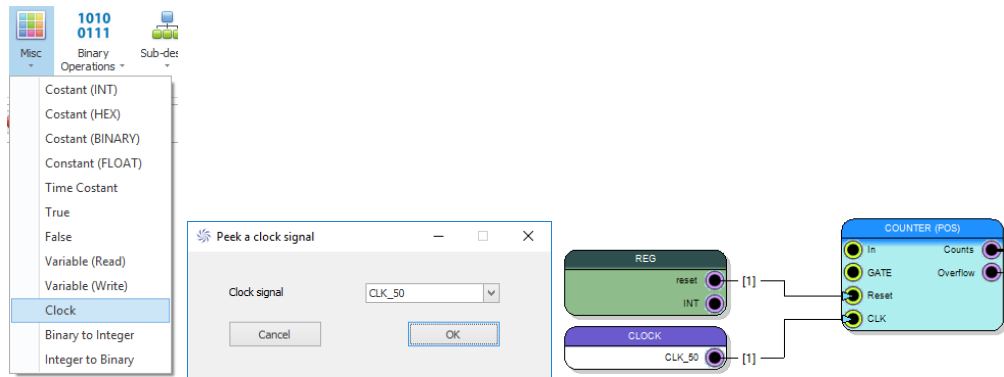 1010
0111
Misc
Binary
Operations
Sub-des
Costant (INT)
Costant (HEX)
Costant (BINARY)
Constant (FLOAT)
Time Costant
True
False
Variable (Read)
Variable (Write)
Clock
Binary to Integer
Integer to Binary
Peek a clock signal
Clock signal
CLK_50
Cancel
OK
REG
reset
[1]
INT
CLOCK
CLK_50
[1]
COUNTER (POS)
In
Counts
GATE
Overflow
Reset
CLK